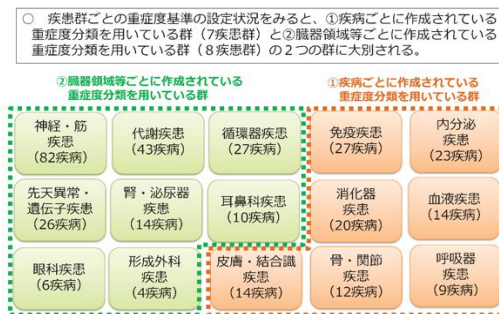 ○ 疾患群ごとの重症度基準の設定状況をみると、①疾病ごとに作成されている
重症度分類を用いている群（7疾患群）と②臓器領域等ごとに作成されている
重症度分類を用いている群（８疾患群）の２つの群に大別される。
②臓器領域等ごとに作成されている
重症度分類を用いている群
①疾病ごとに作成されている
重症度分類を用いている群
神経・筋
疾患
(82疾病)
代謝疾患
(43疾病)
循環器疾患
(27疾病)
免疫疾患
(27疾病)
内分泌
疾患
(23疾病)
先天異常・
遺伝子疾患
(26疾病)
腎・泌尿器
疾患
(14疾病)
耳鼻科疾患
(10疾病)
消化器
疾患
(20疾病)
血液疾患
(14疾病)
眼科疾患
(6疾病)
形成外科
疾患
(4疾病)
皮膚・結合識
疾患
(14疾病)
骨・関節
疾患
(12疾病)
呼吸器
疾患
(9疾病)